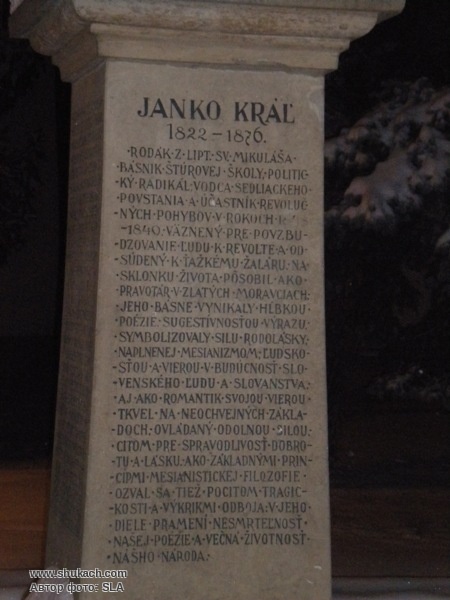 JANKO KRÁĽ
1822 – 1876.
·RODÁK·Z·LIPT·SV·MIKULÁŠA·
·BÁSNIK·ŠTÚROVEJ·ŠKOLY·POLITIC-
KÝ·RADIKÁL·VODCA·SEDLIACKEHO·
·POVSTANIA·A·ÚČASTNÍK·REVOLUČ-
NÝCH·POHYBOV·V·ROKOCH
VÄZNENÝ·PRE·POVZBU-
DZOVANIE·ĽUDU·K·REVOLTE·A·OD-
SÚDENÝ·K·ŤAŽKÉMU·ŽALÁRU·NA·
·SKLONKU·ŽIVOTA·PÔSOBIL·AKO·
·PRAVOTÁR·V·ZLATÝCH·MORAVCIACH·
·JEHO·BÁSNE·VYNIKALY·HĹBKOU·
·POÉZIE·SUGESTÍVNOSŤOU·VÝRAZU·
·SYMBOLIZOVALY·SILU·RODOLÁSKY·
·NAPLNENEJ·MESIANIZMOM·ĽUDSKO-
SŤOU·A·VIEROU·V·BUDÚCNOSŤ·SLO-
VENSKÉHO·ĽUDU·A·SLOVANSTVA·
·AJ·AKO·ROMANTIK·SVOJOU·VIEROU·
·TKVEL·NA·NEOCHVEJNÝCH·ZÁKLA-
DOCH·OVLÁDANÝ·ODOLNOU·SILOU·
·CITOM·PRE·SPRAVODLIVOSŤ·DOBRO-
TU·A·LÁSKU·AKO·ZÁKLADNÝMI·PRIN-
CÍPMI·MESIANISTICKEJ·FILOZOFIE·
·OZVAL·SA·TIEŽ·POCITOM·TRAGIC-
KOSTI·A·VÝKRIKMI·ODBOJA·V·JEHO·
·DIELE·PRAMENÍ·NESMRTEĽNOSŤ·
·NAŠEJ·POÉZIE·A·VEČNÁ·ŽIVOTNOSŤ·
·NÁŠHO·NÁRODA·
www.shukach.com
Автор фото: SLA